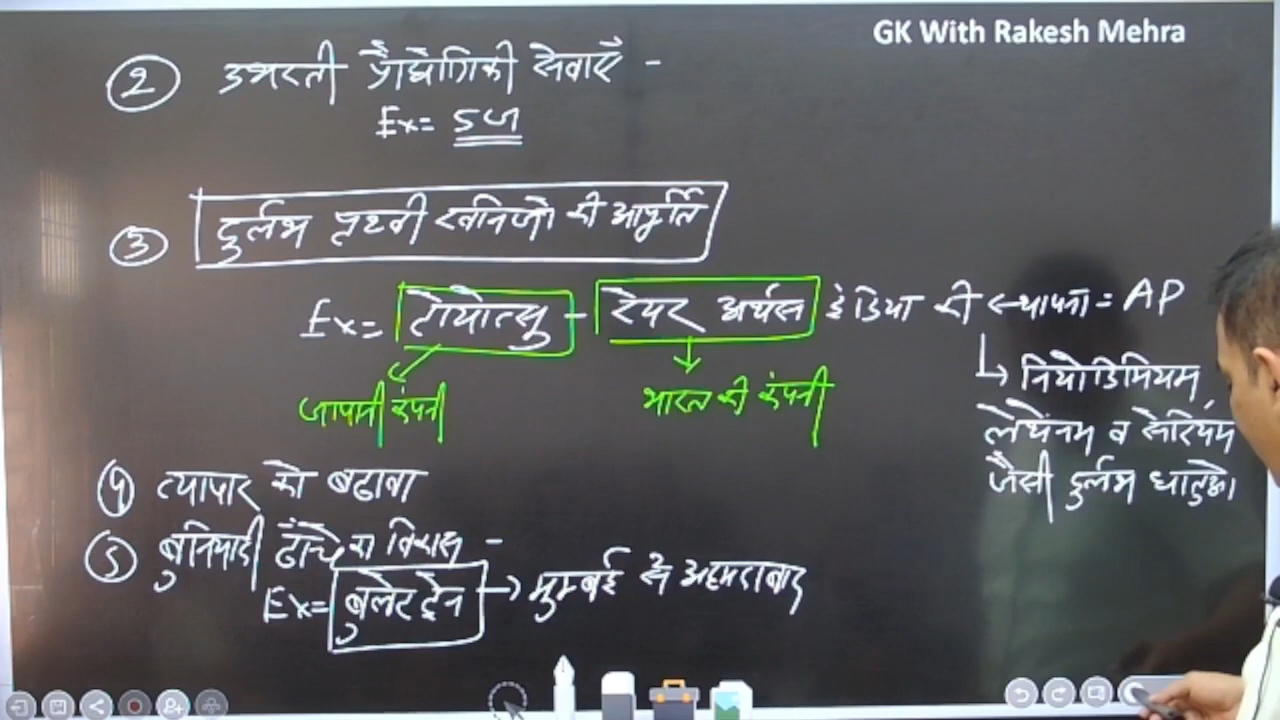 GK With Rakesh Mehra
② उभरती प्रौद्योगिकी सेवाएँ -
Ex= 5G
③ दुर्लभ पृथ्वी खनिजो की आपूर्ति
Ex= टोयोत्सु - रेयर अर्थस इंडिया की स्थापना = AP
जापानी कंपनी
भारत की कंपनी
↳ नियोडिमियम,
लेथेंनम व सेरियम
जैसी दुर्लभ धातुओ
④ व्यापार को बढावा
⑤ बुनियादी ढाँचे का विकास -
Ex= बुलेट ट्रेन → मुम्बई से अहमदाबाद